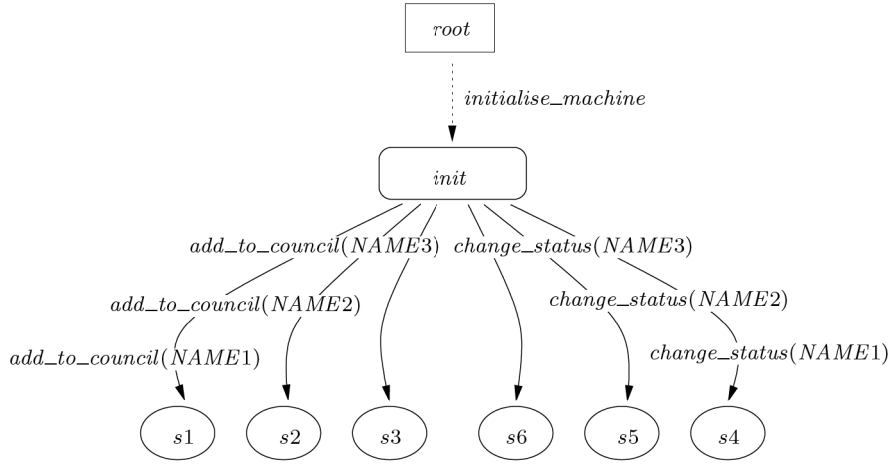 root
initialise_machine
init
add_to_council(NAME3) change_status(NAME3)
add_to_council(NAME2) change_status(NAME2)
add_to_council(NAME1) change_status(NAME1)
s1 s2 s3 s6 s5 s4